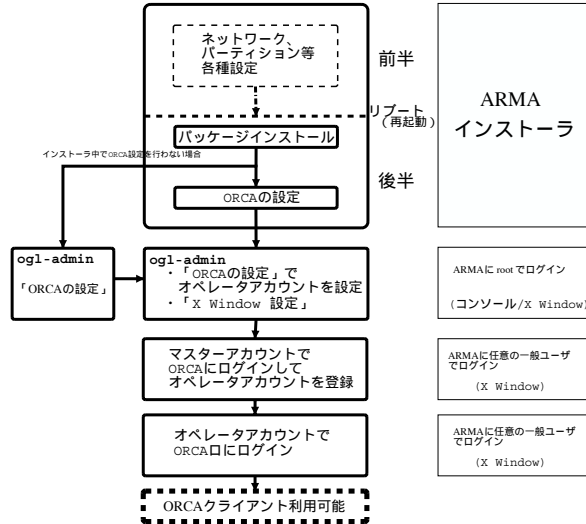 ネットワーク、
パーティション等
各種設定
前半
リブート
(再起動)
ARMA
インストーラ
パッケージインストール
インストーラ中でORCA設定を行わない場合
後半
ORCAの設定
ogl-admin
「ORCAの設定」
ogl-admin
・「ORCAの設定」で
オペレータアカウントを設定
・「X Window 設定」
ARMAに root でログイン
(コンソール/X Window)
マスターアカウントで
ORCAにログインして
オペレータアカウントを登録
ARMAに任意の一般ユーザ
でログイン
(X Window)
オペレータアカウントで
ORCAロにログイン
ARMAに任意の一般ユーザ
でログイン
(X Window)
ORCAクライアント利用可能